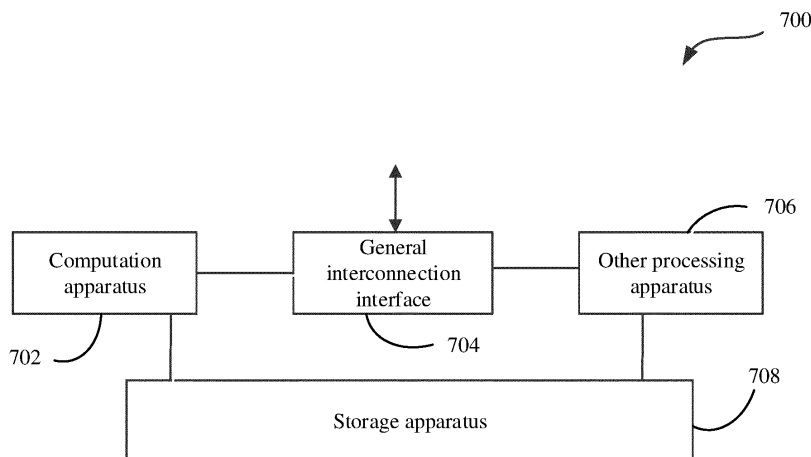 700
706
Computation
apparatus
General
interconnection
interface
Other processing
apparatus
702
704
708
Storage apparatus